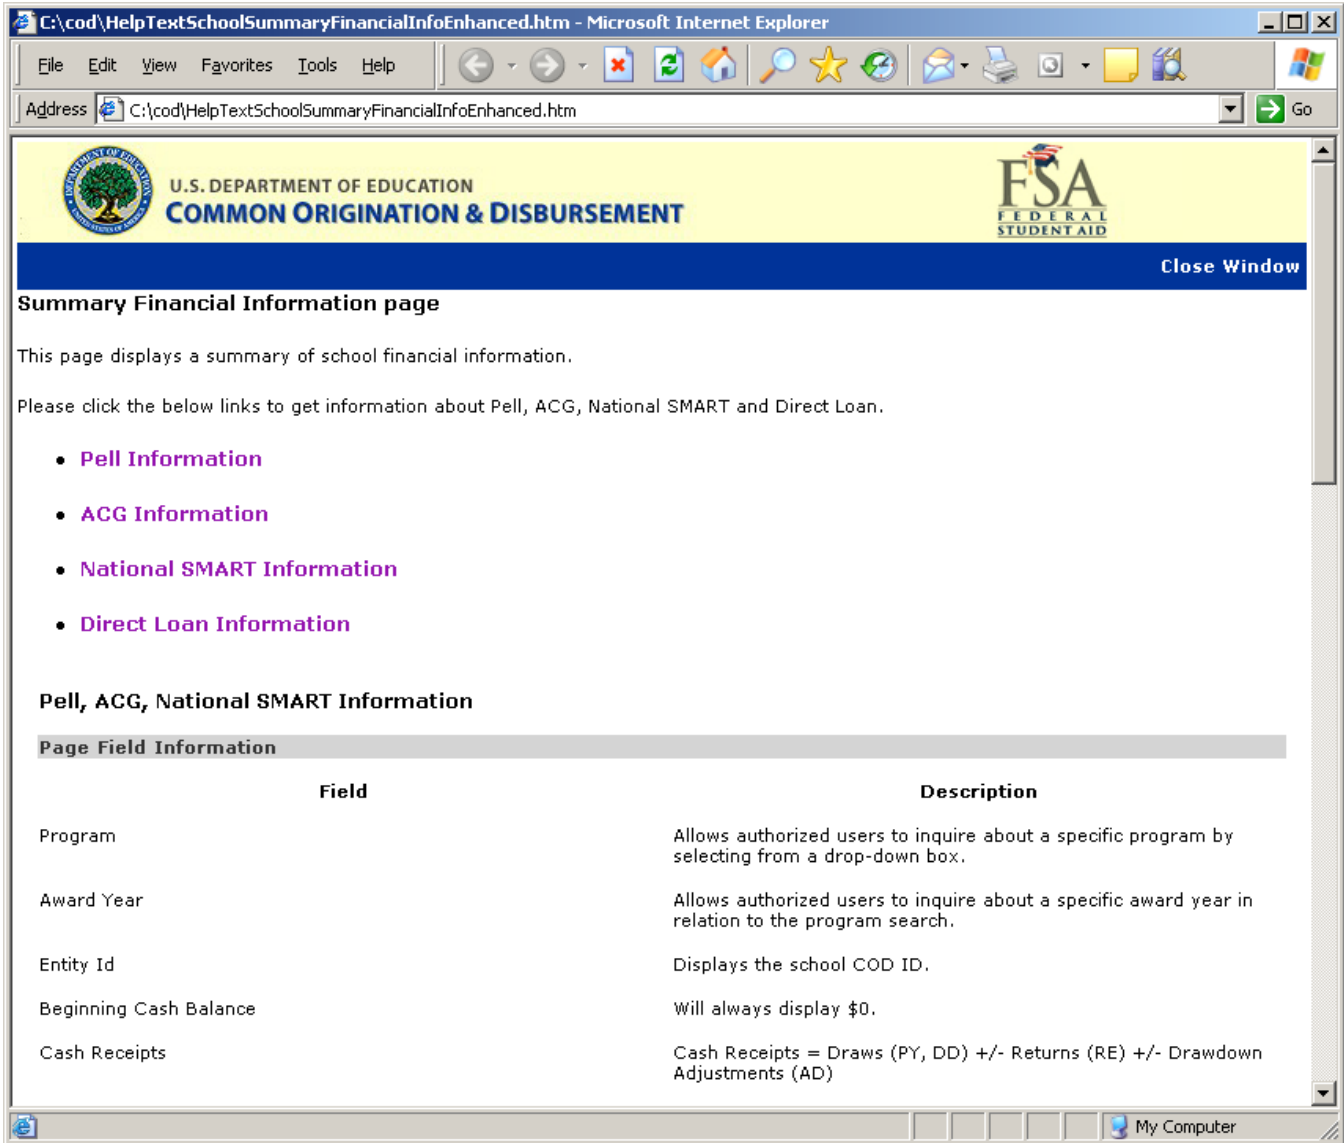 C:\cod\HelpTextSchoolSummaryFinancialInfoEnhanced.htm - Microsoft Internet Explorer
File Edit View Favorites Tools Help
Address C:\cod\HelpTextSchoolSummaryFinancialInfoEnhanced.htm Go
U.S. DEPARTMENT OF EDUCATION
COMMON ORIGINATION & DISBURSEMENT
FSA
FEDERAL
STUDENT AID
Close Window
Summary Financial Information page
This page displays a summary of school financial information.
Please click the below links to get information about Pell, ACG, National SMART and Direct Loan.
• Pell Information
• ACG Information
• National SMART Information
• Direct Loan Information
Pell, ACG, National SMART Information
Page Field Information
Field Description
Program Allows authorized users to inquire about a specific program by
selecting from a drop-down box.
Award Year Allows authorized users to inquire about a specific award year in
relation to the program search.
Entity Id Displays the school COD ID.
Beginning Cash Balance Will always display $0.
Cash Receipts Cash Receipts = Draws (PY, DD) +/- Returns (RE) +/- Drawdown
Adjustments (AD)
My Computer